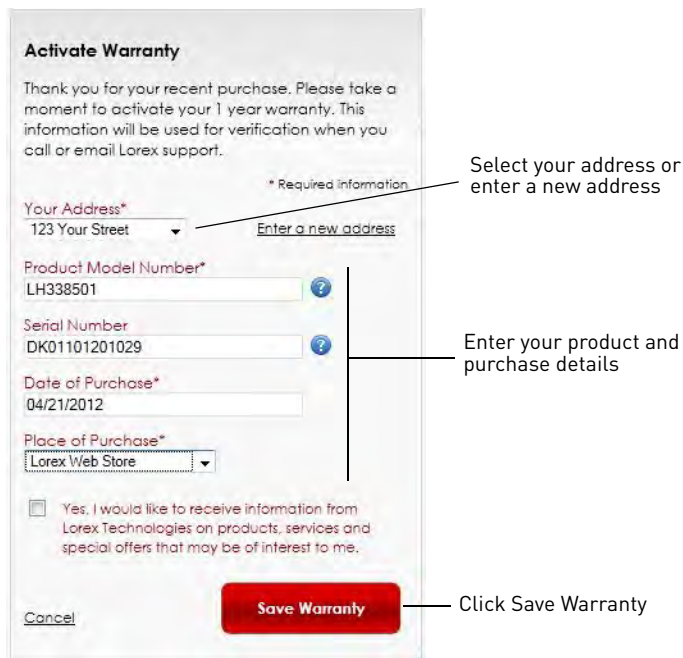 Activate Warranty
Thank you for your recent purchase. Please take a
moment to activate your 1 year warranty. This
information will be used for verification when you
call or email Lorex support.
* Required information
Select your address or
enter a new address
Your Address*
123 Your Street
Enter a new address
Product Model Number*
LH338501
?
Serial Number
DK01101201029
?
Enter your product and
purchase details
Date of Purchase*
04/21/2012
Place of Purchase*
Lorex Web Store
Yes, I would like to receive information from
Lorex Technologies on products, services and
special offers that may be of interest to me.
Cancel
Save Warranty
Click Save Warranty